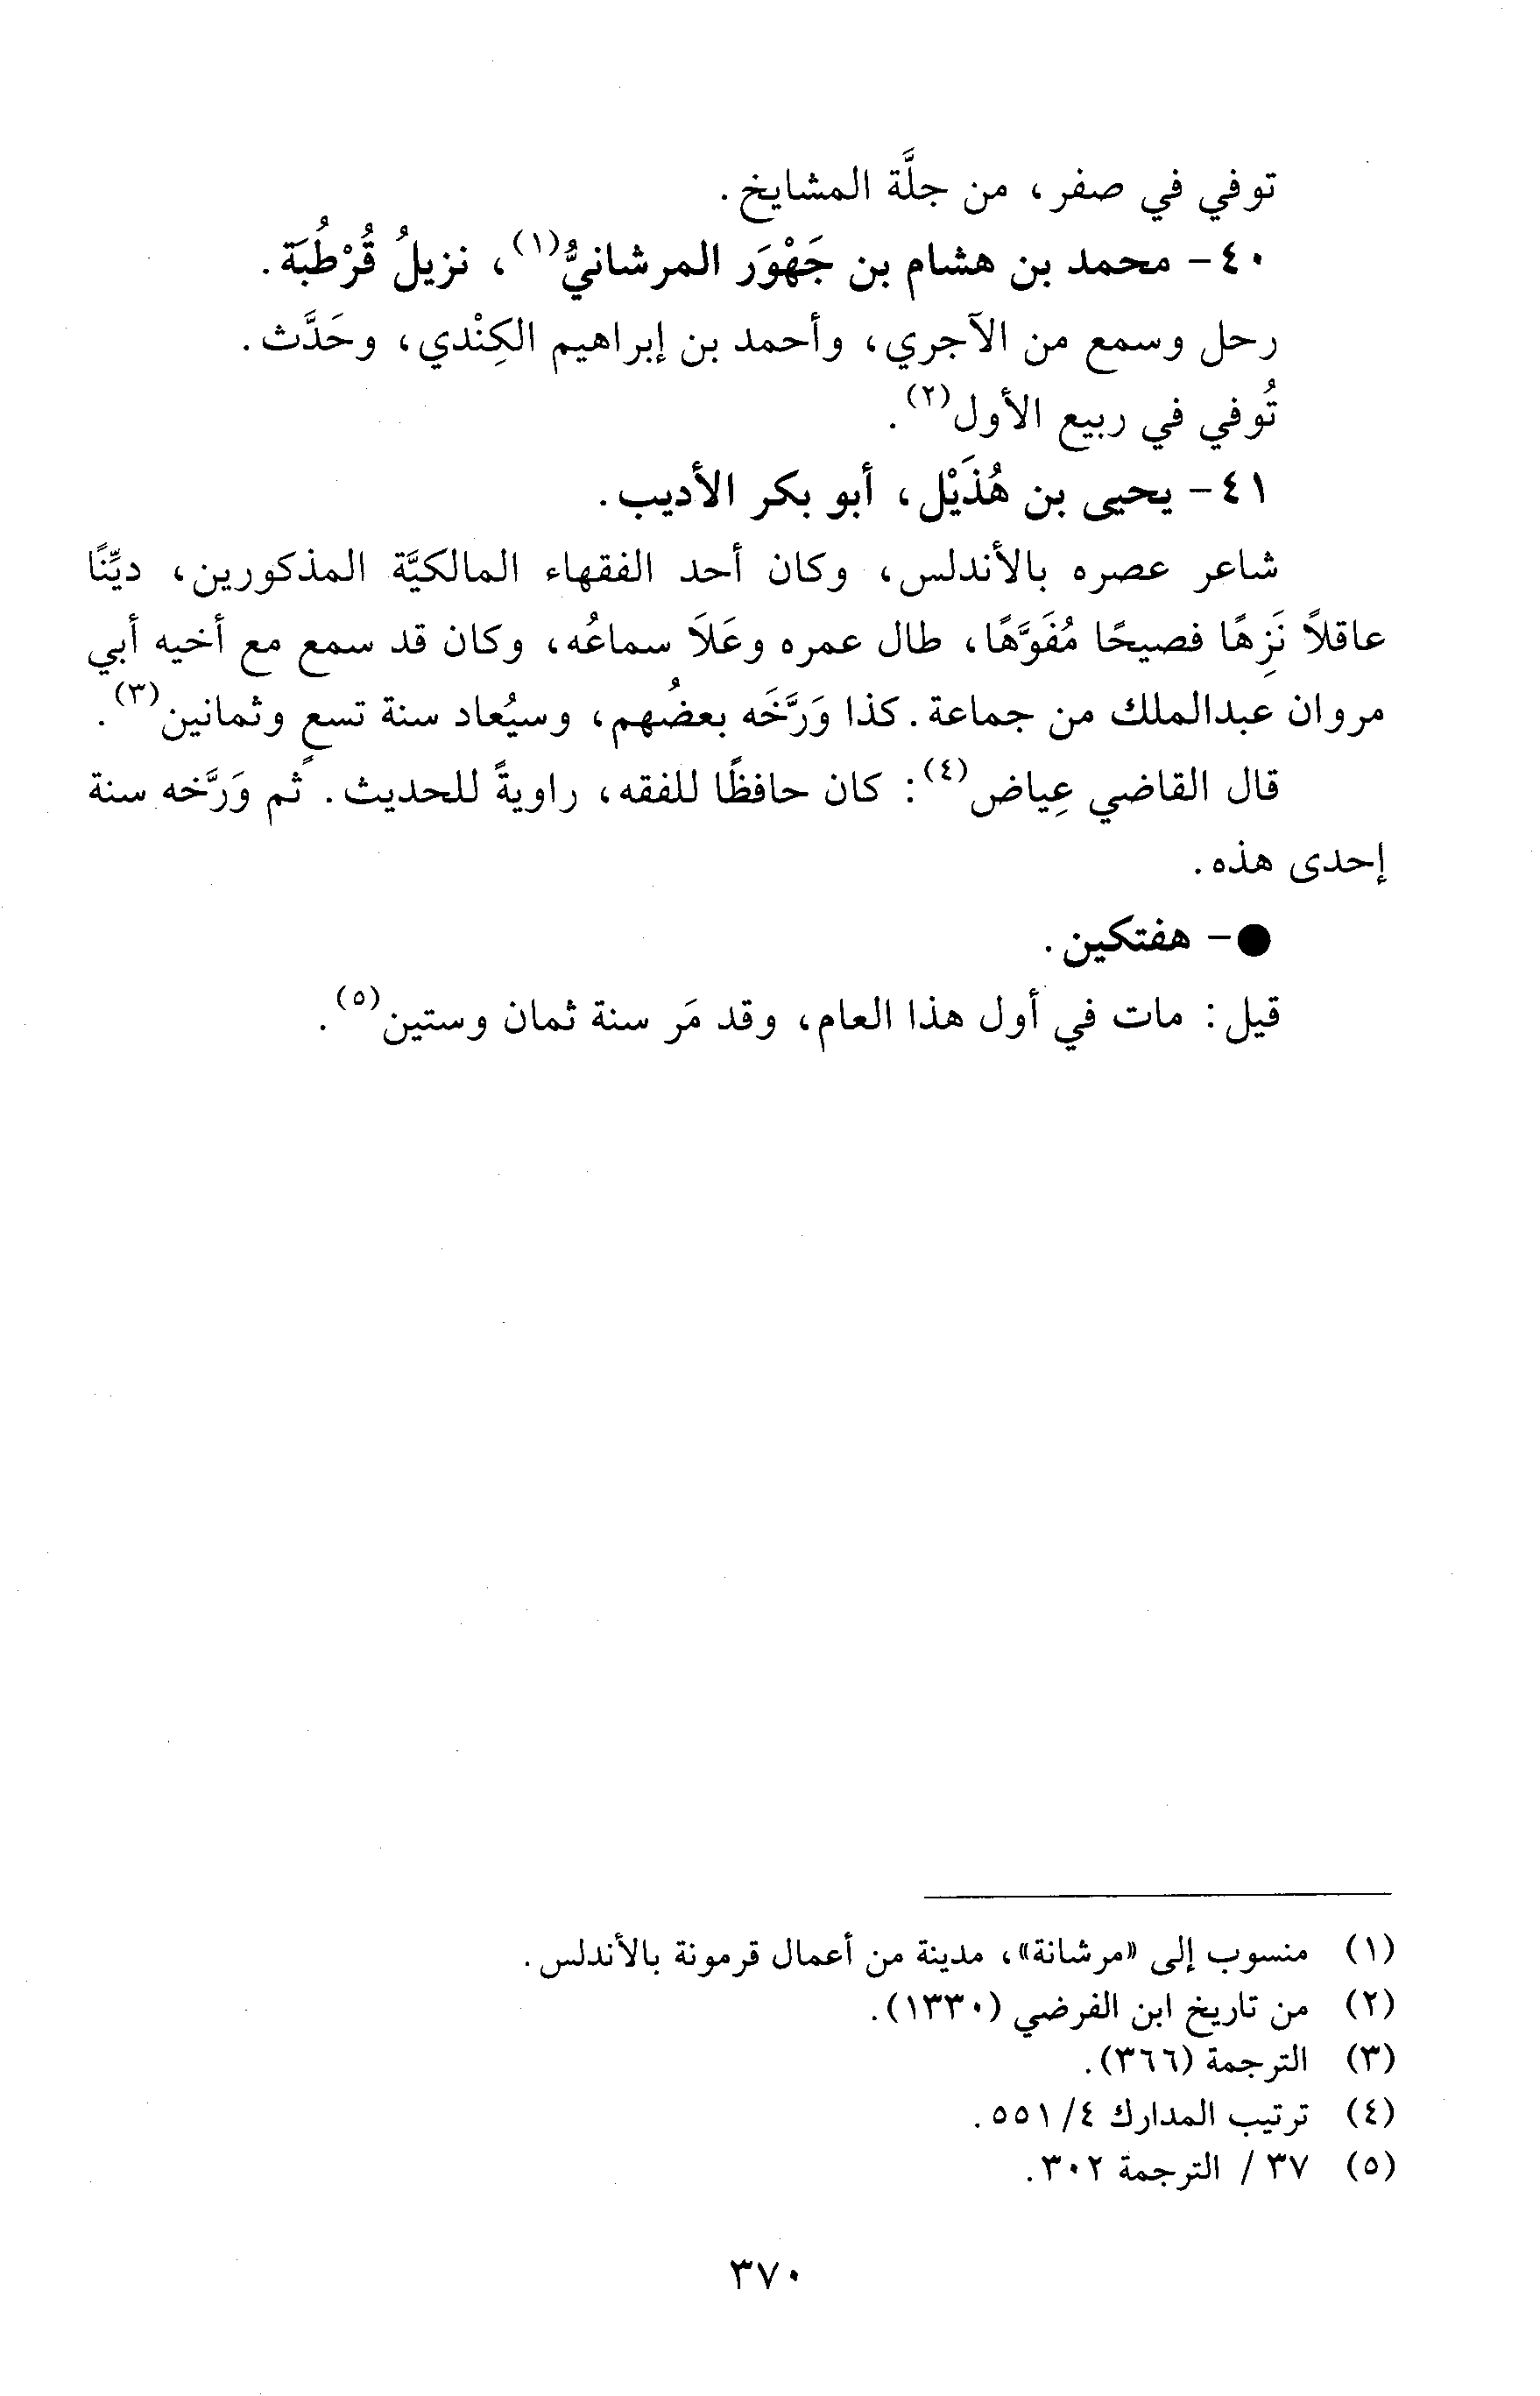 توفي في صفر، من جلَّة المشايخ.
٤٠- محمد بن هشام بن جَهْوَر المرشانيُّ(١)، نزيلُ قُرْطُبَة.
رحل وسمع من الآجري، وأحمد بن إبراهيم الكِنْدي، وحَدَّث.
تُوفي في ربيع الأول(٢).
٤١- يحيى بن هُذَيْل، أبو بكر الأديب.
شاعر عصره بالأندلس، وكان أحد الفقهاء المالكيَّة المذكورين، ديِّنًا
عاقلاً نَزِهًا فصيحًا مُفَوَّهًا، طال عمره وعَلاَ سماعُه، وكان قد سمع مع أخيه أبي
مروان عبدالملك من جماعة. كذا وَرَّخَه بعضُهم، وسيُعاد سنة تسعٍ وثمانين(٣).
قال القاضي عِياض(٤): كان حافظًا للفقه، راويةً للحديث. ثم وَرَّخه سنة
إحدى هذه.
●- هفتكين.
قيل: مات في أول هذا العام، وقد مَر سنة ثمان وستين(٥).
(١) منسوب إلى «مرشانة»، مدينة من أعمال قرمونة بالأندلس.
(٢) من تاريخ ابن الفرضي (١٣٣٠).
(٣) الترجمة (٣٦٦).
(٤) ترتيب المدارك ٤/ ٥٥١.
(٥) ٣٧ / الترجمة ٣٠٢.
٣٧٠